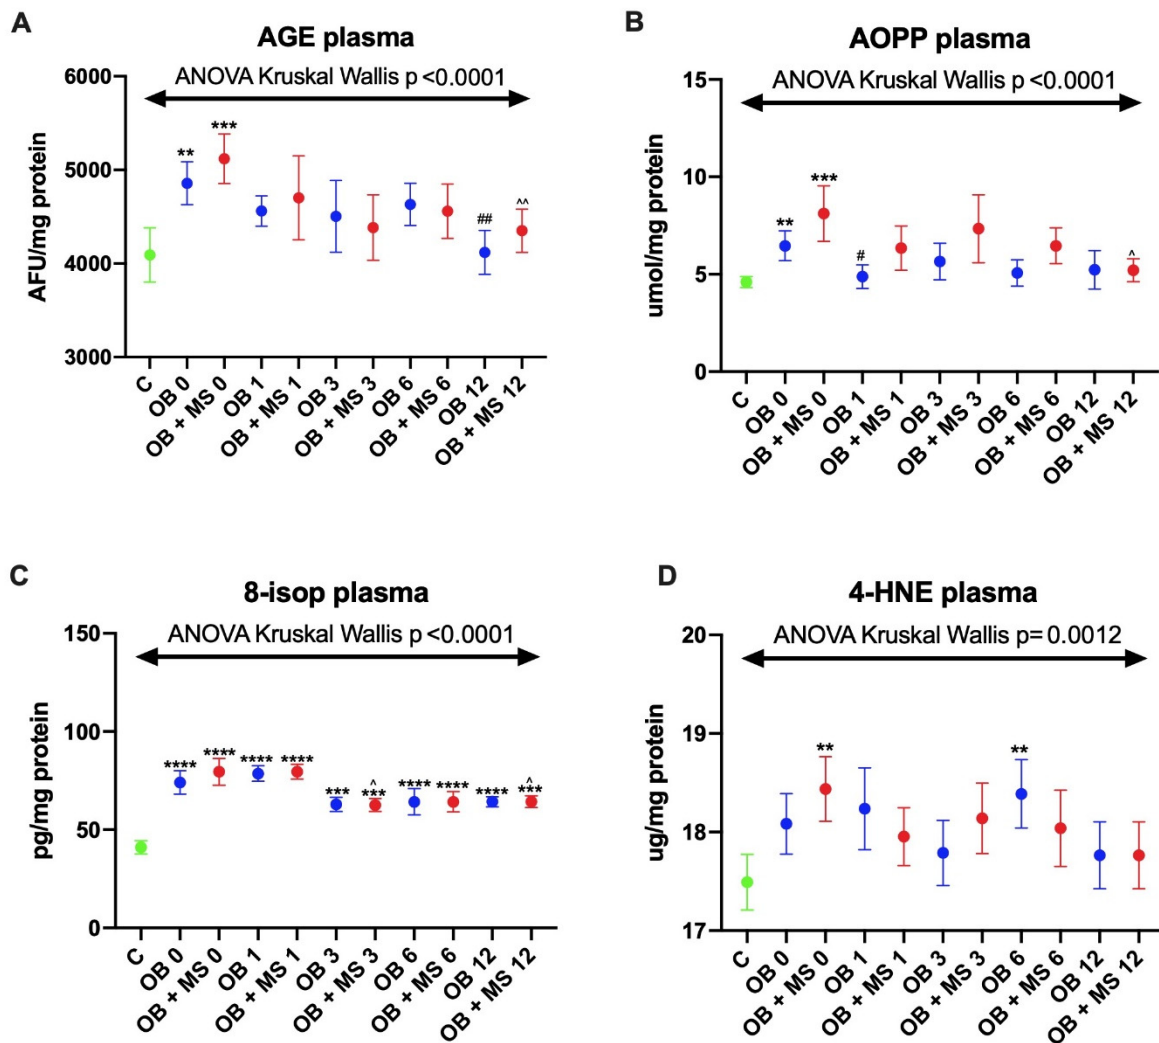 A
AGE plasma
ANOVA Kruskal Wallis p <0.0001
AFU/mg protein
6000
5000
4000
3000
** *** ## ^^
C OB 0 OB + MS 0 OB 1 OB + MS 1 OB 3 OB + MS 3 OB 6 OB + MS 6 OB 12 OB + MS 12
B
AOPP plasma
ANOVA Kruskal Wallis p <0.0001
umol/mg protein
15
10
5
0
** *** # ^
C OB 0 OB + MS 0 OB 1 OB + MS 1 OB 3 OB + MS 3 OB 6 OB + MS 6 OB 12 OB + MS 12
C
8-isop plasma
ANOVA Kruskal Wallis p <0.0001
pg/mg protein
150
100
50
0
^ ^
**** **** **** **** *** *** **** **** **** ***
C OB 0 OB + MS 0 OB 1 OB + MS 1 OB 3 OB + MS 3 OB 6 OB + MS 6 OB 12 OB + MS 12
D
4-HNE plasma
ANOVA Kruskal Wallis p= 0.0012
ug/mg protein
20
19
18
17
** **
C OB 0 OB + MS 0 OB 1 OB + MS 1 OB 3 OB + MS 3 OB 6 OB + MS 6 OB 12 OB + MS 12